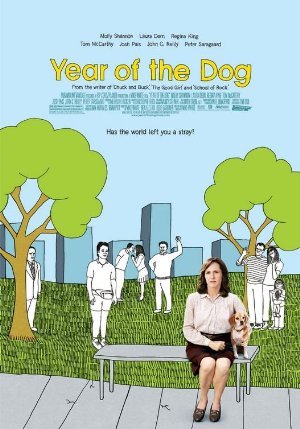 Molly Shannon Laura Dern Regina King
Tom McCarthy Josh Pais John C. Reilly Peter Sarsgaard
Year of the Dog
From the writer of 'Chuck and Buck', 'The Good Girl' and 'School of Rock'
Has the world left you a stray?